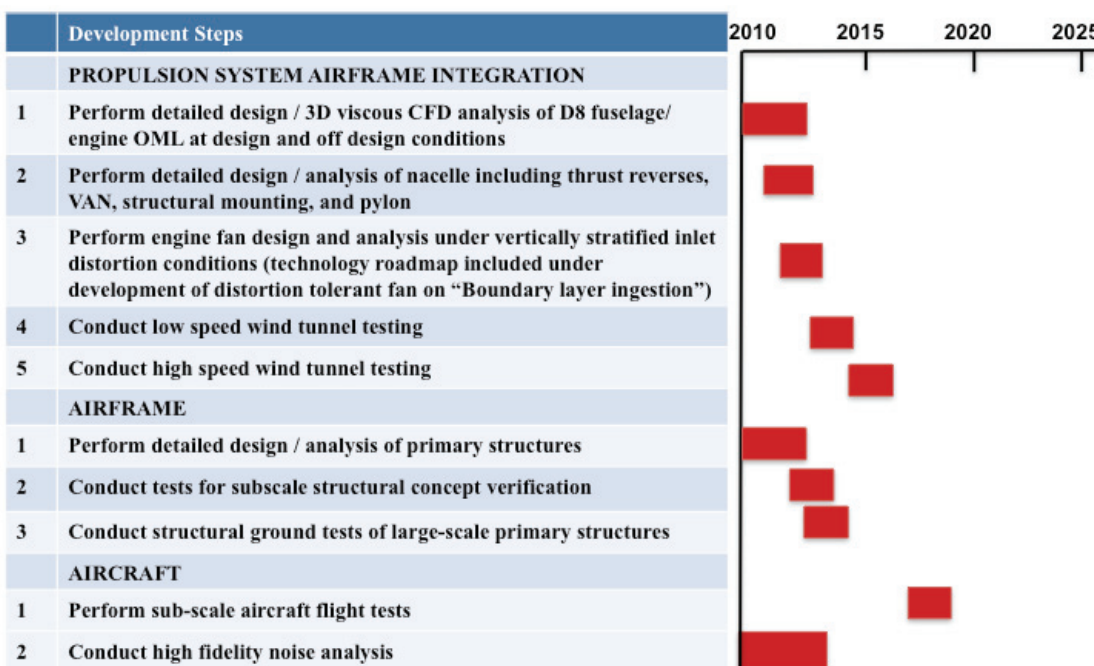 Development Steps
2010 2015 2020 2025
PROPULSION SYSTEM AIRFRAME INTEGRATION
1 Perform detailed design / 3D viscous CFD analysis of D8 fuselage/
engine OML at design and off design conditions
2 Perform detailed design / analysis of nacelle including thrust reverses,
VAN, structural mounting, and pylon
3 Perform engine fan design and analysis under vertically stratified inlet
distortion conditions (technology roadmap included under
development of distortion tolerant fan on “Boundary layer ingestion”)
4 Conduct low speed wind tunnel testing
5 Conduct high speed wind tunnel testing
AIRFRAME
1 Perform detailed design / analysis of primary structures
2 Conduct tests for subscale structural concept verification
3 Conduct structural ground tests of large-scale primary structures
AIRCRAFT
1 Perform sub-scale aircraft flight tests
2 Conduct high fidelity noise analysis